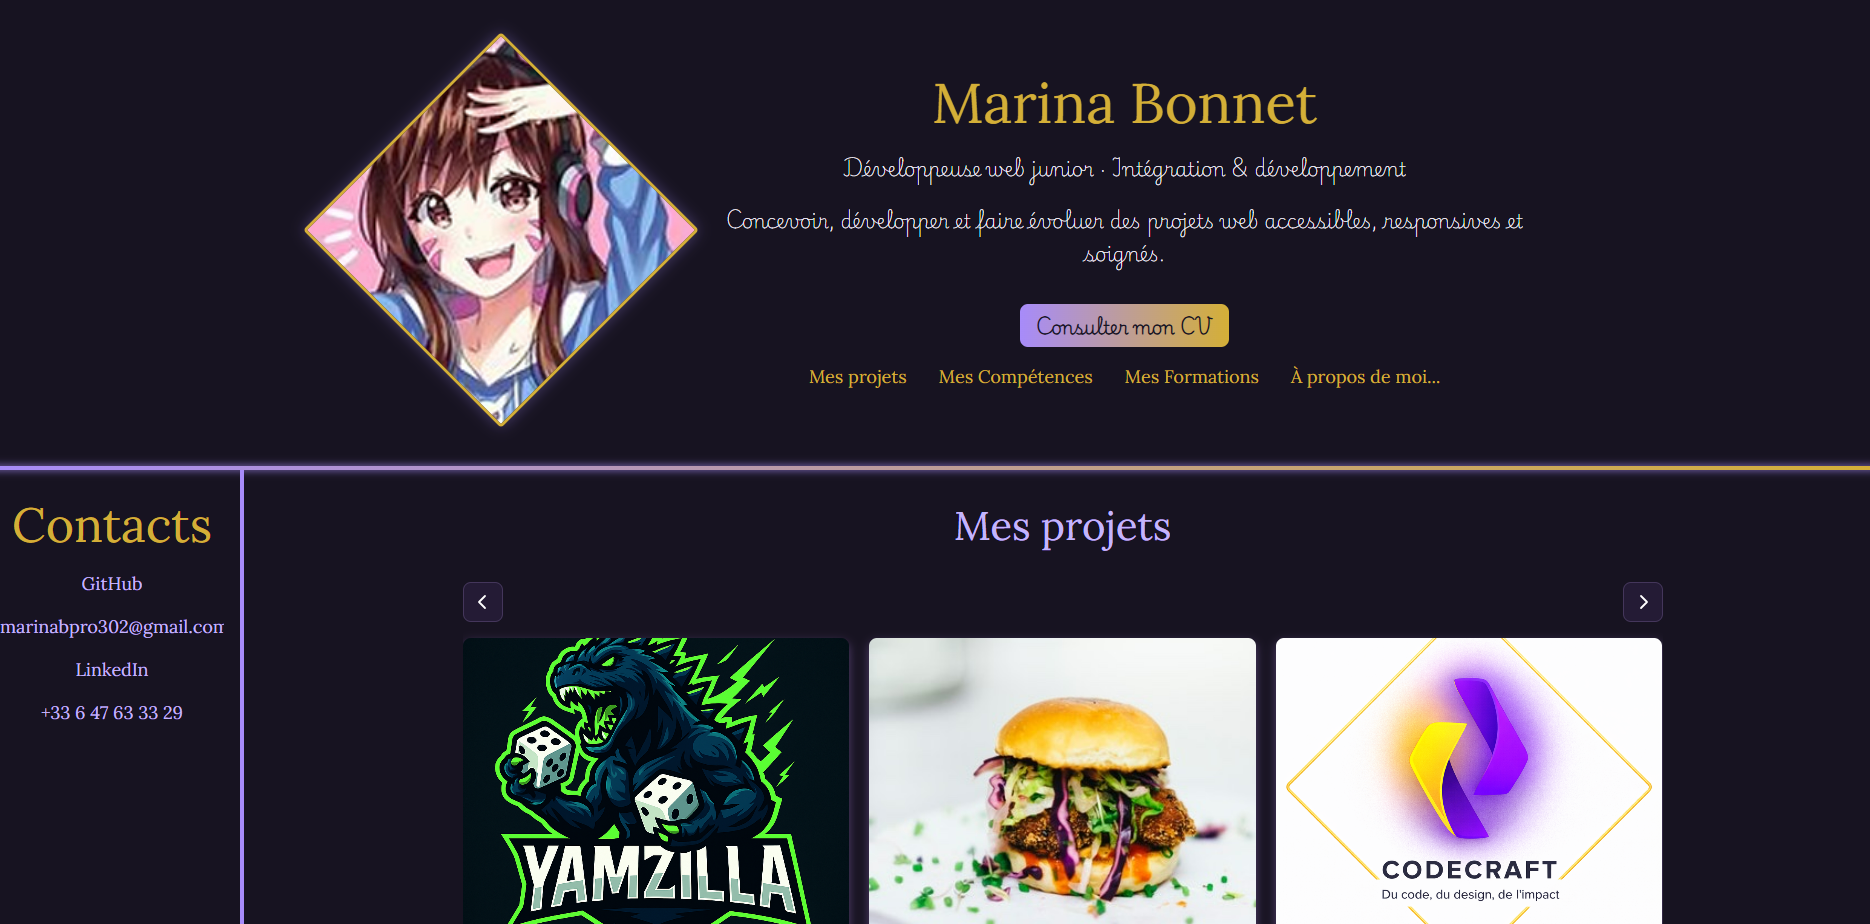 Marina Bonnet
Développeuse web junior · Intégration & développement
Concevoir, développer et faire évoluer des projets web accessibles, responsives et
soignés.
Consulter mon CV
Mes projets Mes Compétences Mes Formations À propos de moi...
Contacts
GitHub
marinabpro302@gmail.com
LinkedIn
+33 6 47 63 33 29
Mes projets
YAMZILLA
CODECRAFT
Du code, du design, de l'impact